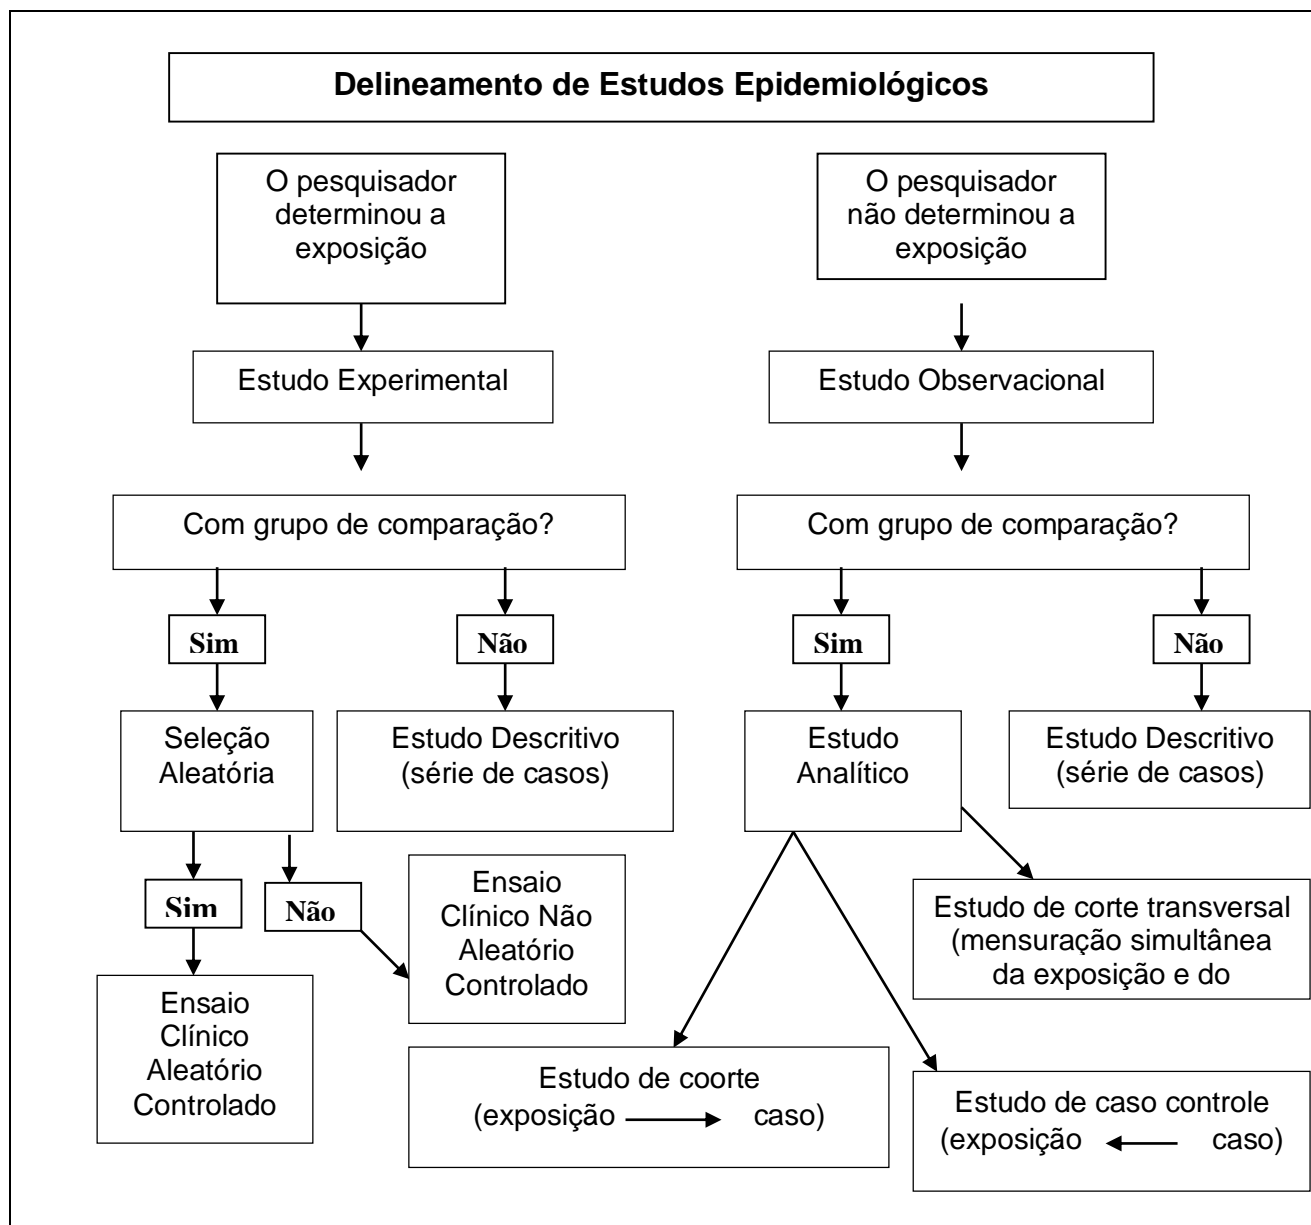 Delineamento de Estudos Epidemiológicos
O pesquisador
determinou a
exposição
O pesquisador
não determinou a
exposição
Estudo Experimental
Estudo Observacional
Com grupo de comparação?
Com grupo de comparação?
Sim
Não
Sim
Não
Seleção
Aleatória
Estudo Descritivo
(série de casos)
Estudo
Analítico
Estudo Descritivo
(série de casos)
Sim
Não
Ensaio
Clínico Não
Aleatório
Controlado
Estudo de corte transversal
(mensuração simultânea
da exposição e do
Ensaio
Clínico
Aleatório
Controlado
Estudo de coorte
(exposição caso)
Estudo de caso controle
(exposição caso)